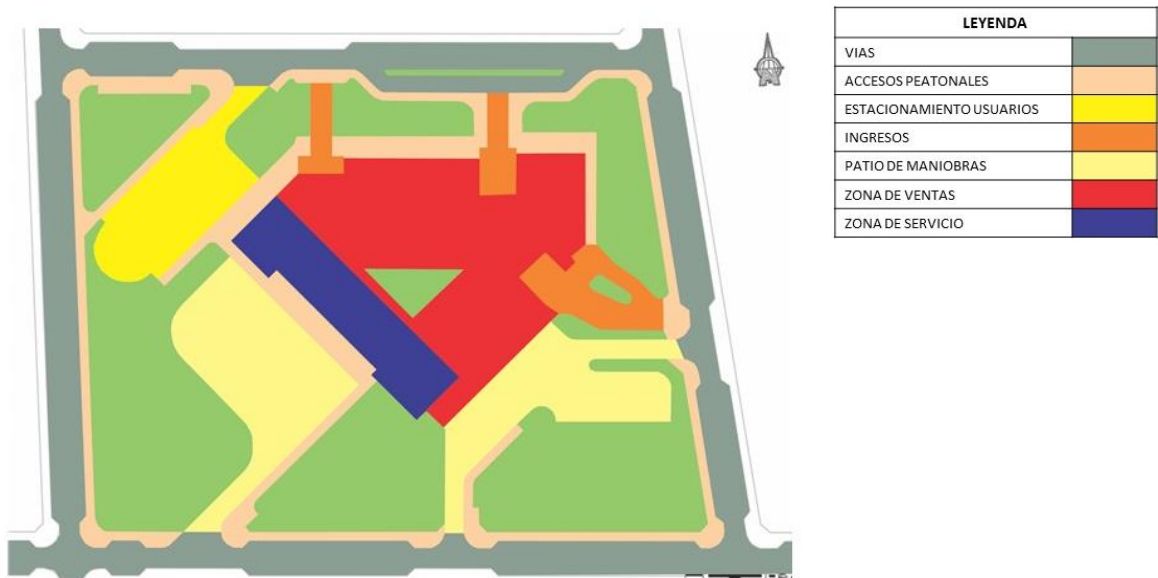 LEYENDA
VIAS
ACCESOS PEATONALES
ESTACIONAMIENTO USUARIOS
INGRESOS
PATIO DE MANIOBRAS
ZONA DE VENTAS
ZONA DE SERVICIO